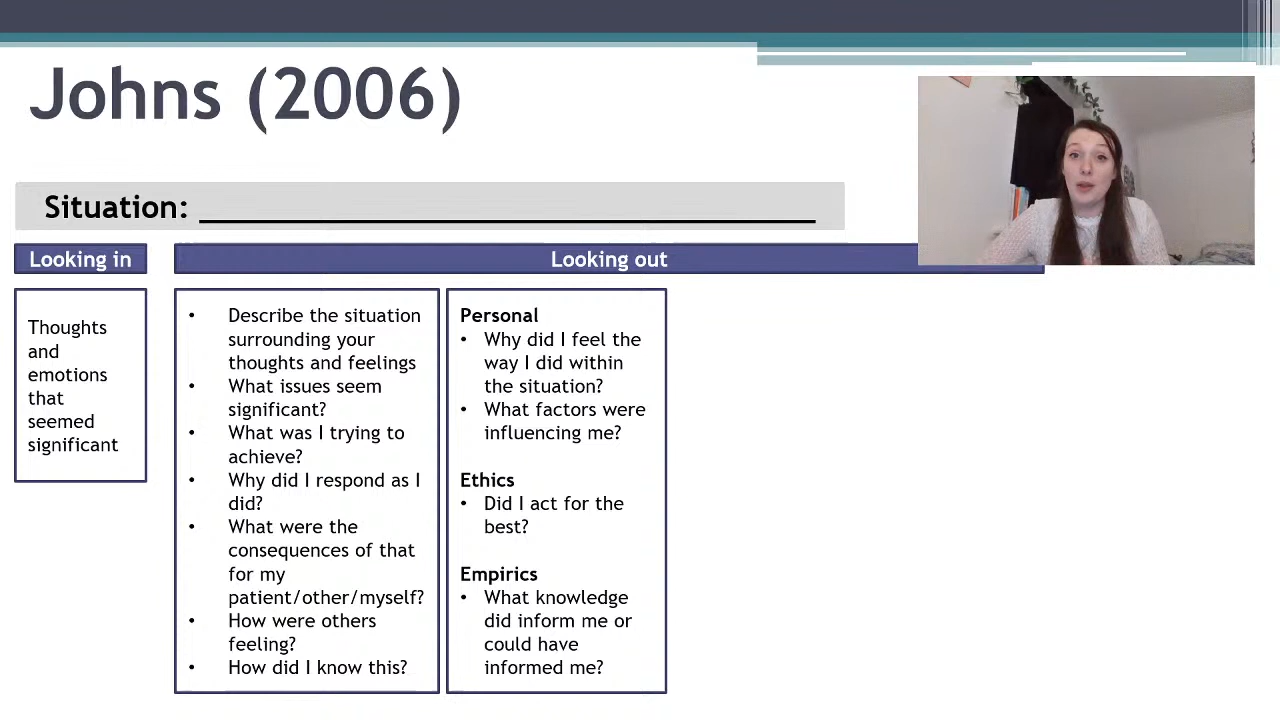 Johns (2006)
Situation: ____________________________________________
Looking in
Looking out
Thoughts
and
emotions
that
seemed
significant
• Describe the situation
surrounding your
thoughts and feelings
• What issues seem
significant?
• What was I trying to
achieve?
• Why did I respond as I
did?
• What were the
consequences of that
for my
patient/other/myself?
• How were others
feeling?
• How did I know this?
Personal
• Why did I feel the
way I did within
the situation?
• What factors were
influencing me?
Ethics
• Did I act for the
best?
Empirics
• What knowledge
did inform me or
could have
informed me?